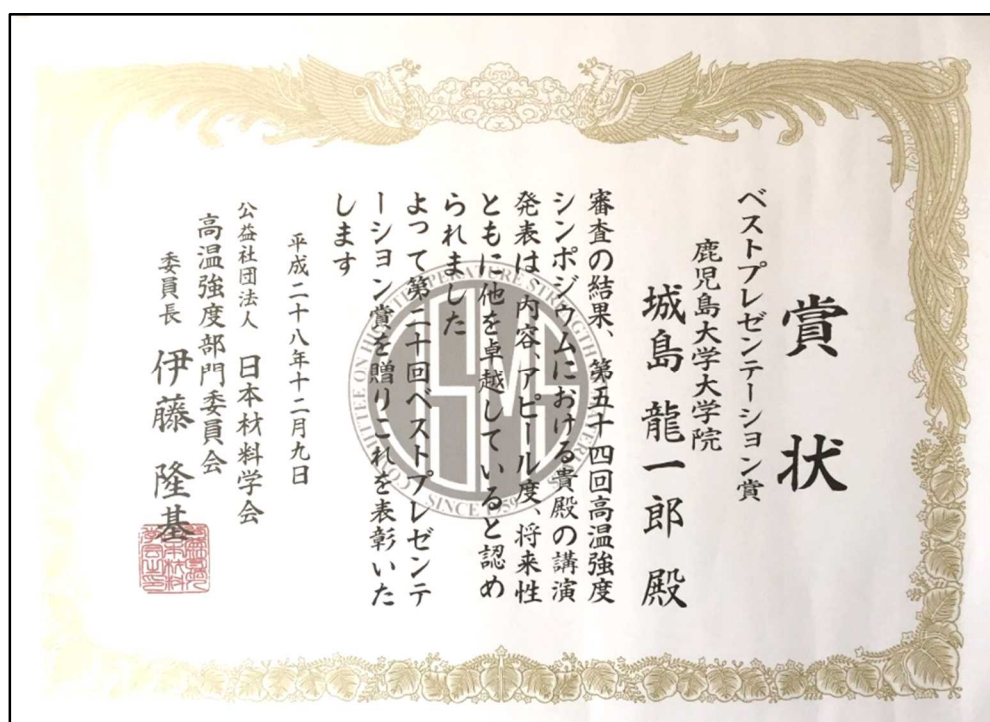 賞状
ベストプレゼンテーション賞
鹿児島大学大学院
城島 龍一郎 殿
審査の結果、第五十四回高温強度
シンポジウムにおける貴殿の講演
発表は、内容、アピール度、将来性
ともに他を卓越していると認め
られました
よって第二十回ベストプレゼンテ
ーション賞を贈りこれを表彰いた
します
平成二十八年十二月九日
公益社団法人 日本材料学会
高温強度部門委員会
委員長 伊藤 隆基
JSMS
SINCE 1959